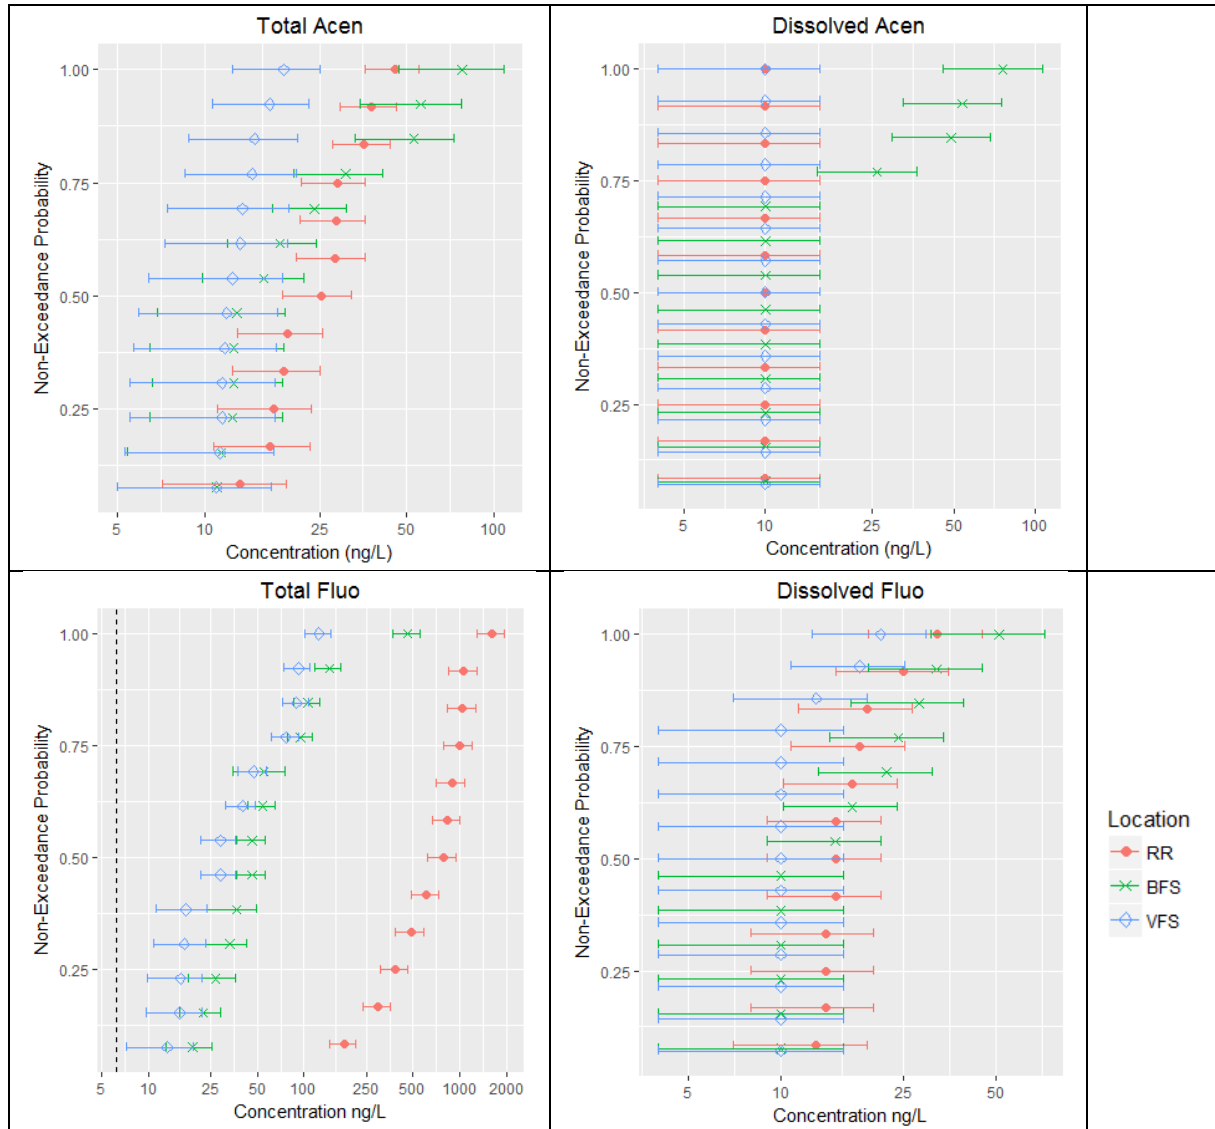 Total Acen
Non-Exceedance Probability
1.00
0.75
0.50
0.25
5 10 25 50 100
Concentration (ng/L)
Dissolved Acen
Non-Exceedance Probability
1.00
0.75
0.50
0.25
5 10 25 50 100
Concentration (ng/L)
Total Fluo
Non-Exceedance Probability
1.00
0.75
0.50
0.25
5 10 25 50 100 250 500 1000 2000
Concentration ng/L
Dissolved Fluo
Non-Exceedance Probability
1.00
0.75
0.50
0.25
5 10 25 50
Concentration ng/L
Location
RR
BFS
VFS